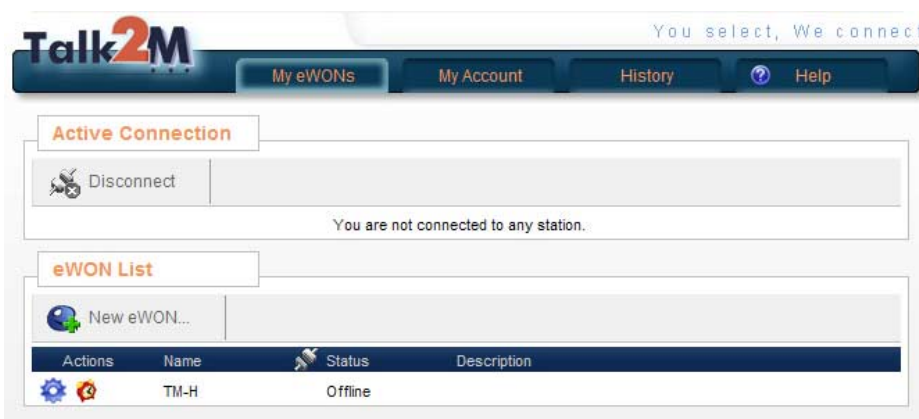 You select, We connect
Talk2M
My eWONs My Account History Help
Active Connection
Disconnect
You are not connected to any station.
eWON List
New eWON...
Actions Name Status Description
TM-H Offline